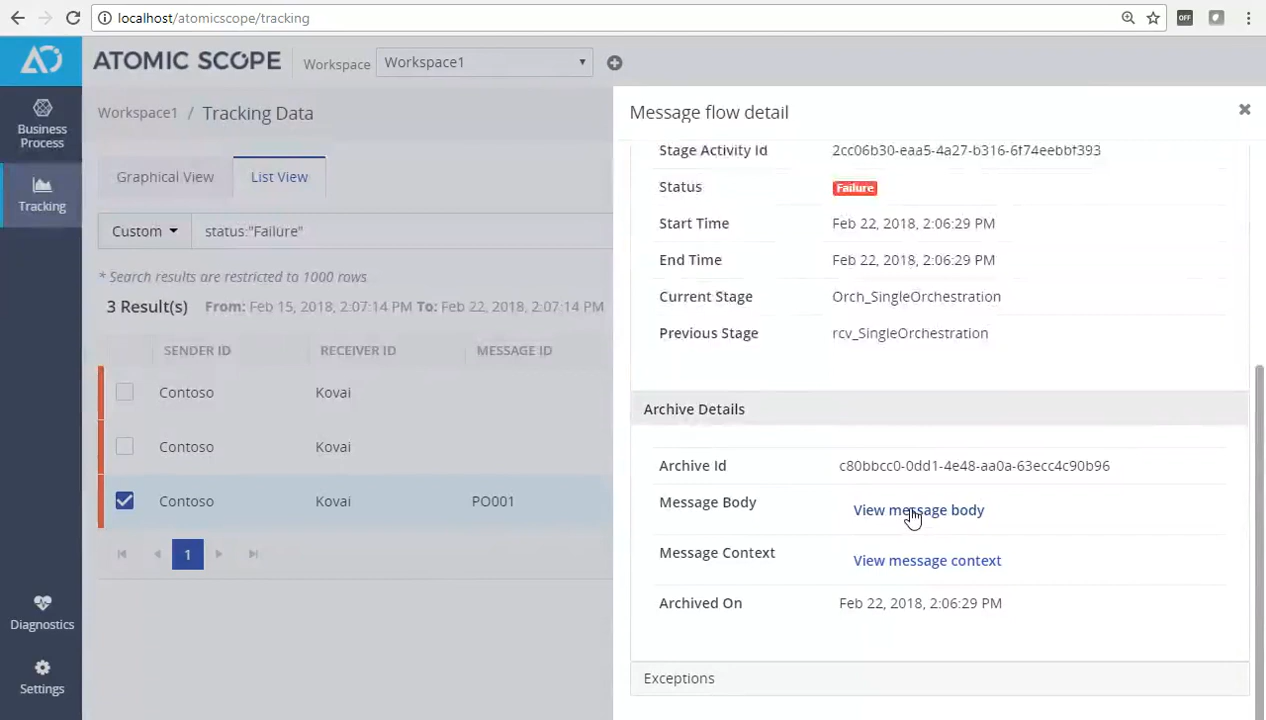 localhost/atomicscope/tracking
OFF
ATOMIC SCOPE
Workspace
Workspace1
Business
Process
Tracking
Diagnostics
Settings
Workspace1 / Tracking Data
Graphical View
List View
Custom
status:"Failure"
* Search results are restricted to 1000 rows
3 Result(s) From: Feb 15, 2018, 2:07:14 PM To: Feb 22, 2018, 2:07:14 PM
SENDER ID RECEIVER ID MESSAGE ID
Contoso Kovai
Contoso Kovai
Contoso Kovai PO001
1
Message flow detail
Stage Activity Id 2cc06b30-eaa5-4a27-b316-6f74eebbf393
Status Failure
Start Time Feb 22, 2018, 2:06:29 PM
End Time Feb 22, 2018, 2:06:29 PM
Current Stage Orch_SingleOrchestration
Previous Stage rcv_SingleOrchestration
Archive Details
Archive Id c80bbcc0-0dd1-4e48-aa0a-63ecc4c90b96
Message Body View message body
Message Context View message context
Archived On Feb 22, 2018, 2:06:29 PM
Exceptions